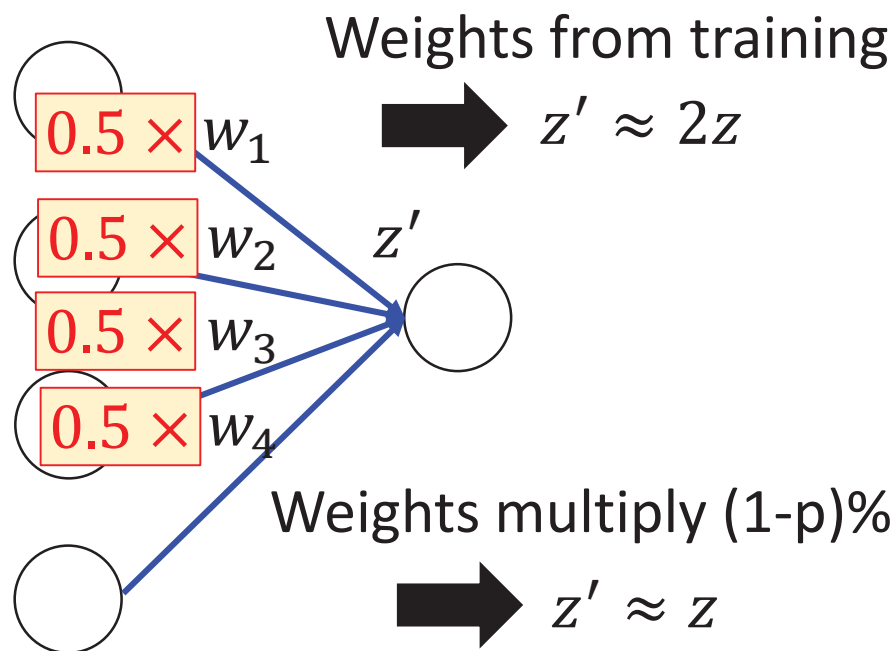 Weights from training
0.5 × w₁
z′ ≈ 2z
0.5 × w₂
z′
0.5 × w₃
0.5 × w₄
Weights multiply (1-p)%
z′ ≈ z